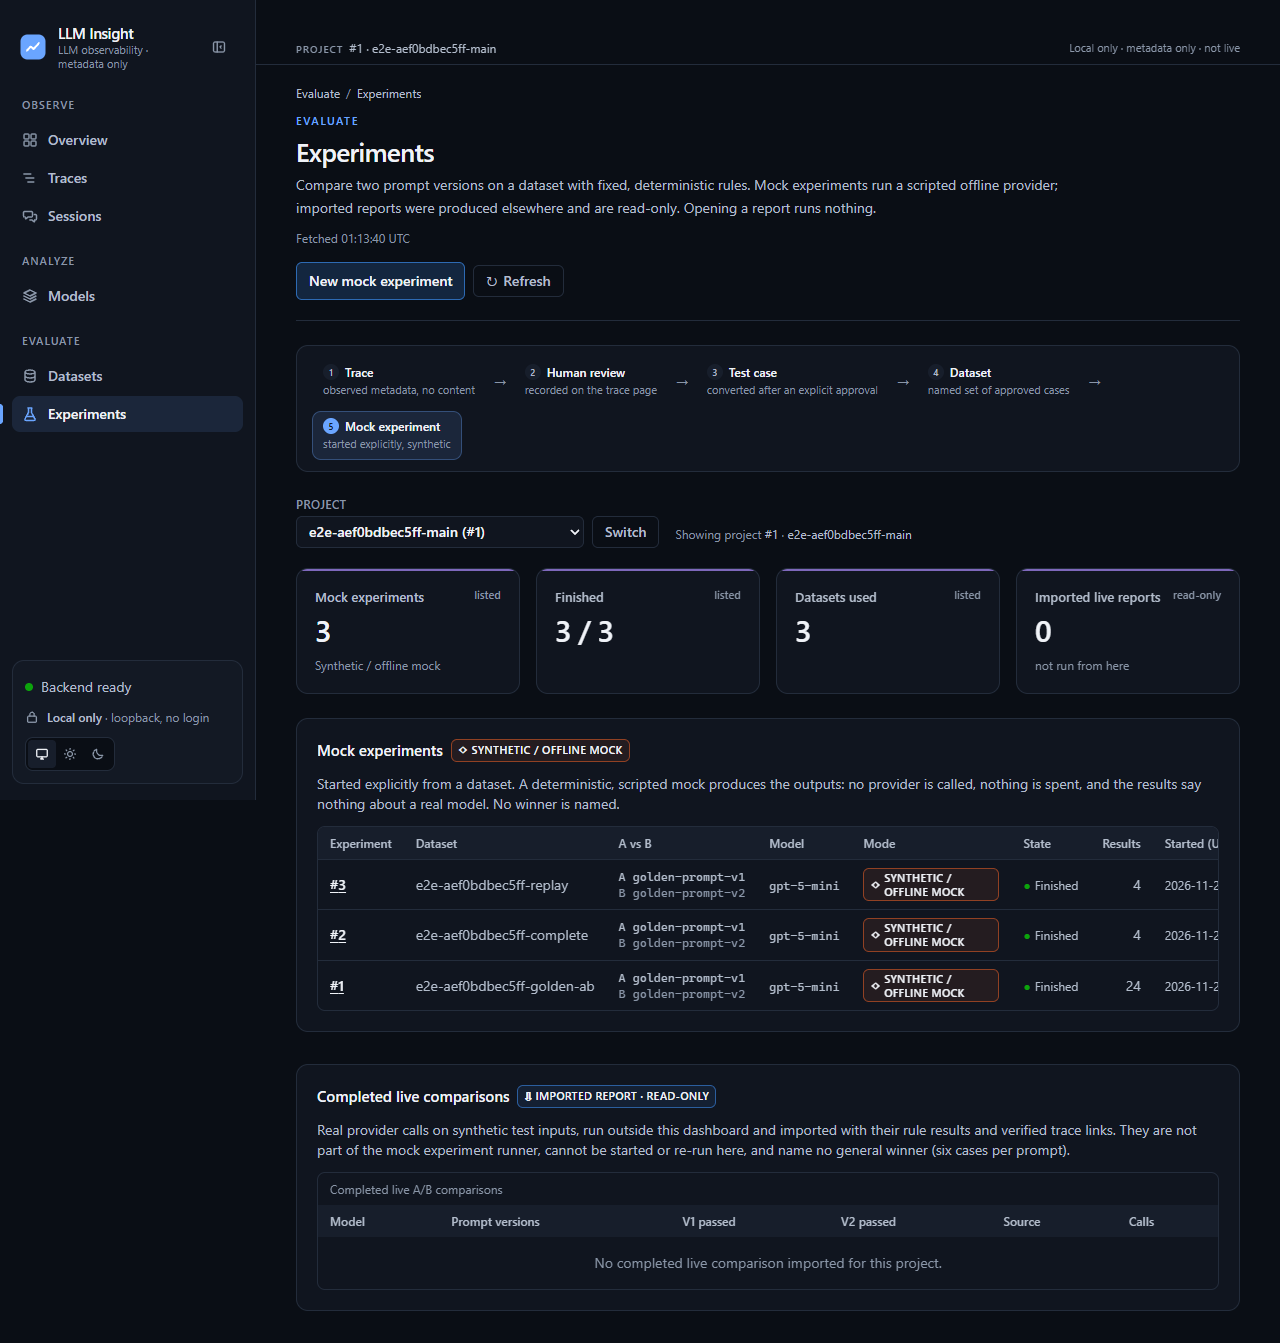 LLM Insight
LLM observability ·
metadata only
OBSERVE
Overview
Traces
Sessions
ANALYZE
Models
EVALUATE
Datasets
Experiments
Backend ready
Local only · loopback, no login
PROJECT #1 · e2e-aef0bdbec5ff-main
Local only · metadata only · not live
Evaluate / Experiments
EVALUATE
Experiments
Compare two prompt versions on a dataset with fixed, deterministic rules. Mock experiments run a scripted offline provider;
imported reports were produced elsewhere and are read-only. Opening a report runs nothing.
Fetched 01:13:40 UTC
New mock experiment
↻ Refresh
1 Trace
observed metadata, no content
→
2 Human review
recorded on the trace page
→
3 Test case
converted after an explicit approval
→
4 Dataset
named set of approved cases
→
5 Mock experiment
started explicitly, synthetic
PROJECT
e2e-aef0bdbec5ff-main (#1)
Switch
Showing project #1 · e2e-aef0bdbec5ff-main
Mock experiments listed
3
Synthetic / offline mock
Finished listed
3 / 3
Datasets used listed
3
Imported live reports read-only
0
not run from here
Mock experiments SYNTHETIC / OFFLINE MOCK
Started explicitly from a dataset. A deterministic, scripted mock produces the outputs: no provider is called, nothing is spent, and the results say
nothing about a real model. No winner is named.
Experiment Dataset A vs B Model Mode State Results Started (U
#3 e2e-aef0bdbec5ff-replay A golden-prompt-v1 B golden-prompt-v2 gpt-5-mini SYNTHETIC / OFFLINE MOCK Finished 4 2026-11-2
#2 e2e-aef0bdbec5ff-complete A golden-prompt-v1 B golden-prompt-v2 gpt-5-mini SYNTHETIC / OFFLINE MOCK Finished 4 2026-11-2
#1 e2e-aef0bdbec5ff-golden-ab A golden-prompt-v1 B golden-prompt-v2 gpt-5-mini SYNTHETIC / OFFLINE MOCK Finished 24 2026-11-2
Completed live comparisons IMPORTED REPORT · READ-ONLY
Real provider calls on synthetic test inputs, run outside this dashboard and imported with their rule results and verified trace links. They are not
part of the mock experiment runner, cannot be started or re-run here, and name no general winner (six cases per prompt).
Completed live A/B comparisons
Model Prompt versions V1 passed V2 passed Source Calls
No completed live comparison imported for this project.